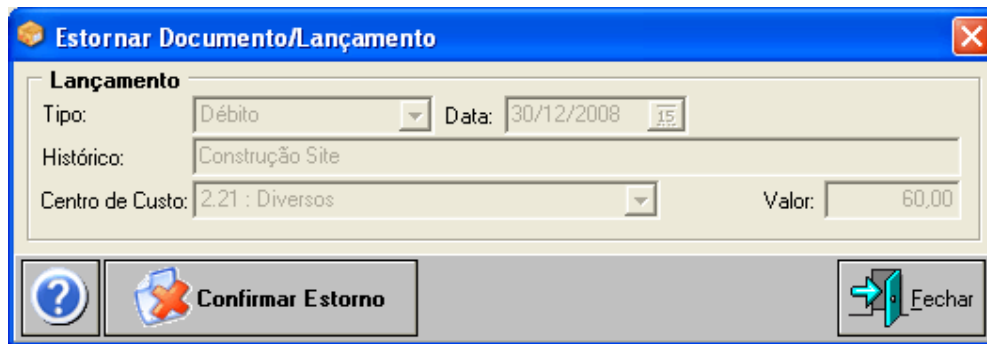 Estornar Documento/Lançamento
Lançamento
Tipo: Débito Data: 30/12/2008 15
Histórico: Construção Site
Centro de Custo: 2.21 : Diversos Valor: 60,00
? Confirmar Estorno Fechar